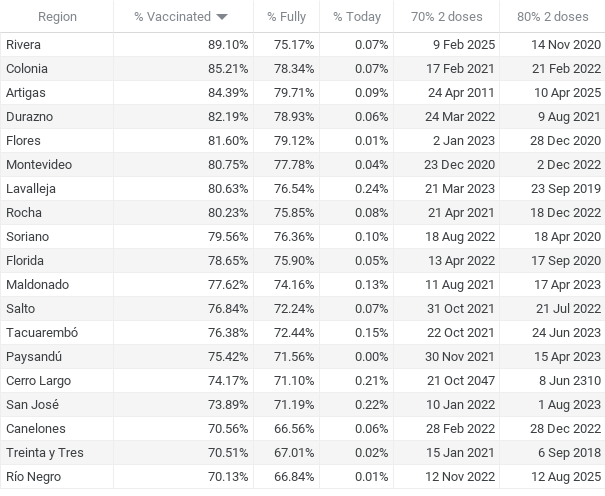 Region % Vaccinated % Fully % Today 70% 2 doses 80% 2 doses
Rivera 89.10% 75.17% 0.07% 9 Feb 2025 14 Nov 2020
Colonia 85.21% 78.34% 0.07% 17 Feb 2021 21 Feb 2022
Artigas 84.39% 79.71% 0.09% 24 Apr 2011 10 Apr 2025
Durazno 82.19% 78.93% 0.06% 24 Mar 2022 9 Aug 2021
Flores 81.60% 79.12% 0.01% 2 Jan 2023 28 Dec 2020
Montevideo 80.75% 77.78% 0.04% 23 Dec 2020 2 Dec 2022
Lavalleja 80.63% 76.54% 0.24% 21 Mar 2023 23 Sep 2019
Rocha 80.23% 75.85% 0.08% 21 Apr 2021 18 Dec 2022
Soriano 79.56% 76.36% 0.10% 18 Aug 2022 18 Apr 2020
Florida 78.65% 75.90% 0.05% 13 Apr 2022 17 Sep 2020
Maldonado 77.62% 74.16% 0.13% 11 Aug 2021 17 Apr 2023
Salto 76.84% 72.24% 0.07% 31 Oct 2021 21 Jul 2022
Tacuarembó 76.38% 72.44% 0.15% 22 Oct 2021 24 Jun 2023
Paysandú 75.42% 71.56% 0.00% 30 Nov 2021 15 Apr 2023
Cerro Largo 74.17% 71.10% 0.21% 21 Oct 2047 8 Jun 2310
San José 73.89% 71.19% 0.22% 10 Jan 2022 1 Aug 2023
Canelones 70.56% 66.56% 0.06% 28 Feb 2022 28 Dec 2022
Treinta y Tres 70.51% 67.01% 0.02% 15 Jan 2021 6 Sep 2018
Río Negro 70.13% 66.84% 0.01% 12 Nov 2022 12 Aug 2025